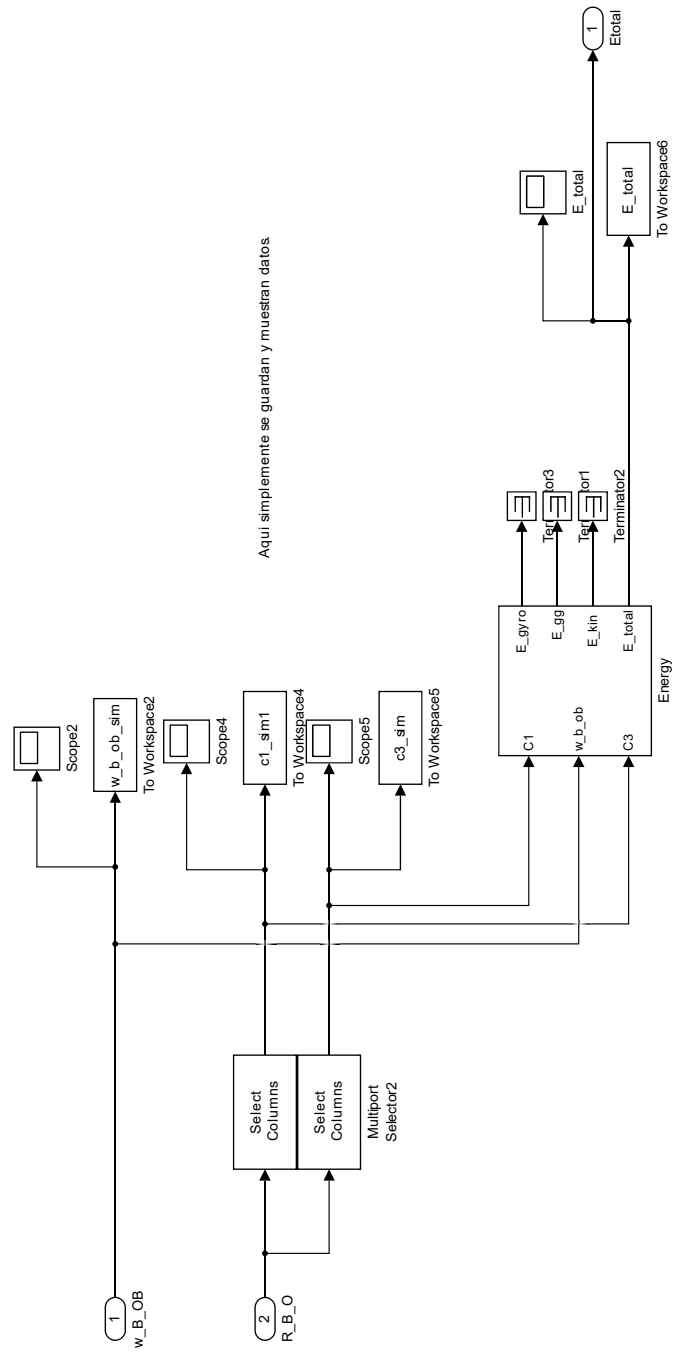 Scope2
1
w_b_ob_sim
w_B_OB
To Workspace2
Scope4
2
Select
Columns
c1_sim1
R_B_O
To Workspace4
Aqui simplemente se guardan y muestran datos.
Select
Columns
Scope5
Multiport
Selector2
c3_sim
To Workspace5
C1
w_b_ob
C3
E_gyro
E_gg
E_kin
E_total
Energy
Terminator3
Terminator1
Terminator2
E_total
1
Etotal
E_total
To Workspace6